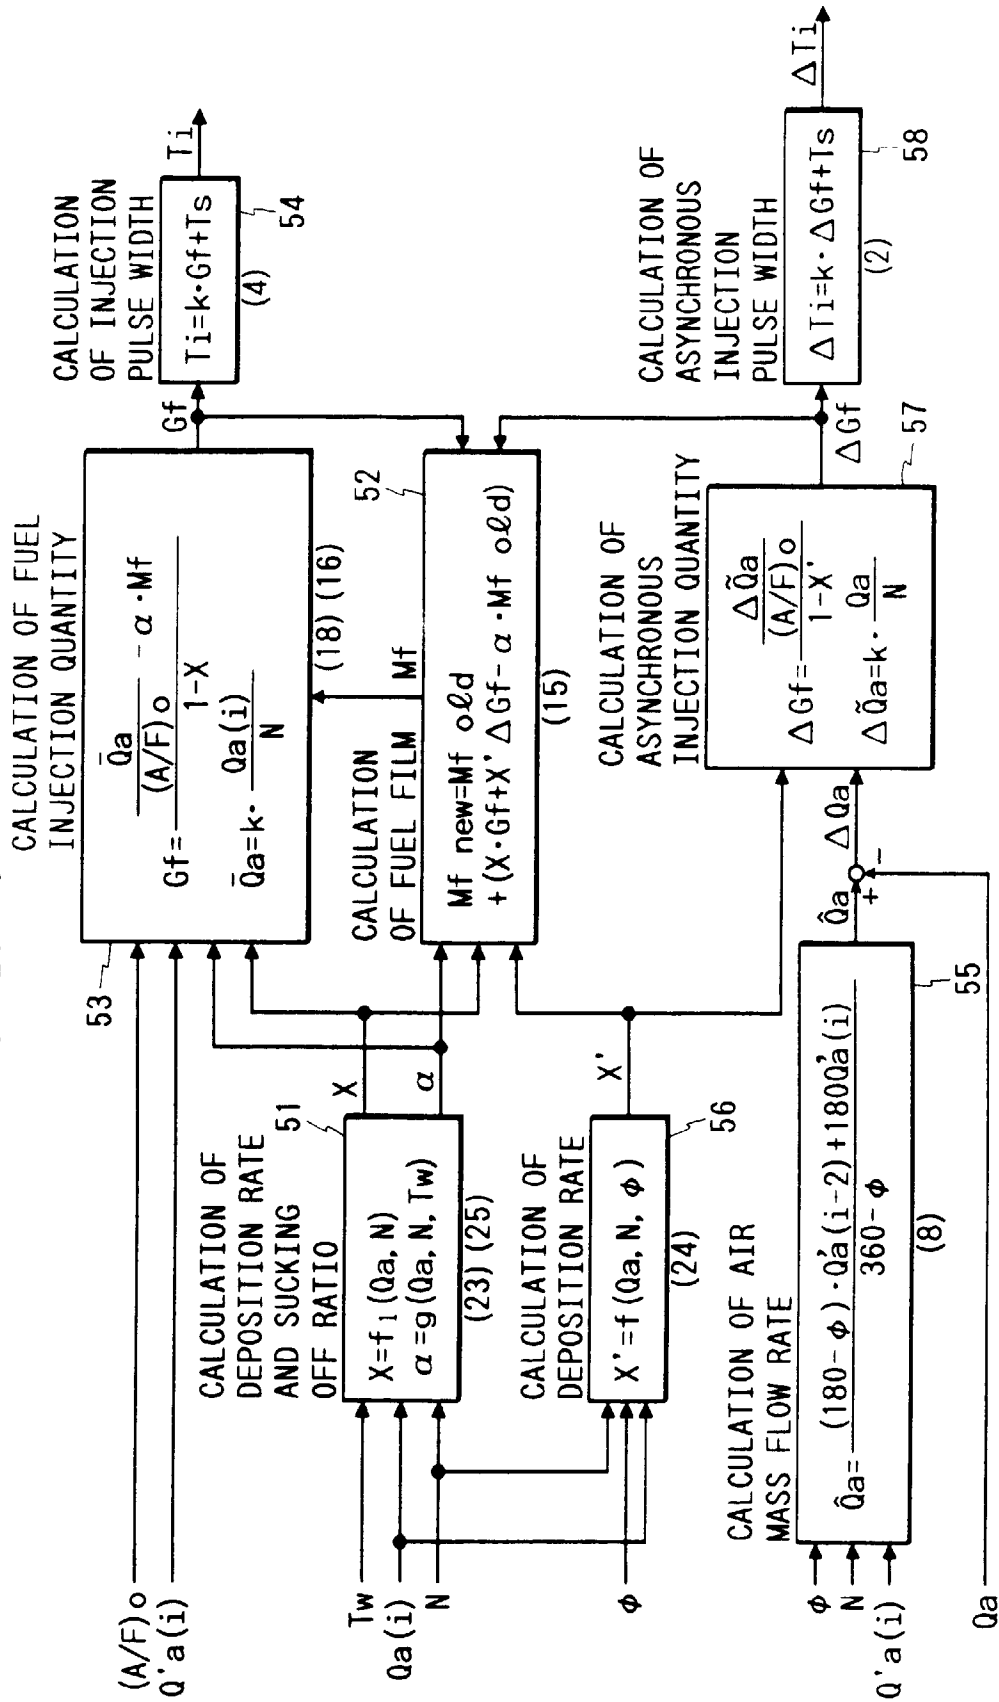 CALCULATION OF FUEL
INJECTION QUANTITY
53
Gf= Q̄a/(A/F)o - α・Mf / 1-X
Q̄a=k・Qa(i)/N
(18) (16)
Gf
CALCULATION
OF INJECTION
PULSE WIDTH
Ti=k・Gf+Ts
(4)
54
Ti
(A/F)o
Q'a(i)
Tw
Qa(i)
N
CALCULATION OF
DEPOSITION RATE
AND SUCKING
OFF RATIO
51
X=f1(Qa, N)
α=g(Qa, N, Tw)
(23) (25)
X
α
CALCULATION
OF FUEL FILM
52
Mf
Mf new=Mf old
+(X・Gf+X'ΔGf-α・Mf old)
(15)
φ
CALCULATION OF
DEPOSITION RATE
56
X'=f(Qa, N, φ)
(24)
X'
CALCULATION OF AIR
MASS FLOW RATE
φ
N
Q'a(i)
Q̂a= (180-φ)・Q'a(i-2)+180Q'a(i) / 360-φ
(8)
55
Q̂a
+
-
ΔQa
Qa
CALCULATION OF
ASYNCHRONOUS
INJECTION QUANTITY
57
ΔGf= ΔQ̃a/(A/F)o / 1-X'
ΔQ̃a=k・Qa/N
ΔGf
CALCULATION OF
ASYNCHRONOUS
INJECTION
PULSE WIDTH
ΔTi=k・ΔGf+Ts
(2)
58
ΔTi